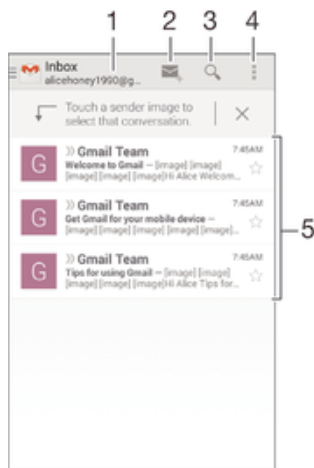 1 2 3 4
Inbox
alicehoney1990@g...
Touch a sender image to
select that conversation.
5
G
Gmail Team 7:45AM
Welcome to Gmail – [image] [image]
[image] [image] [image]Hi Alice Welcom...
G
Gmail Team 7:45AM
Get Gmail for your mobile device –
[image] [image] [image] [image] [image]...
G
Gmail Team 7:45AM
Tips for using Gmail – [image] [image]
[image] [image] [image]Hi Alice Tips for...